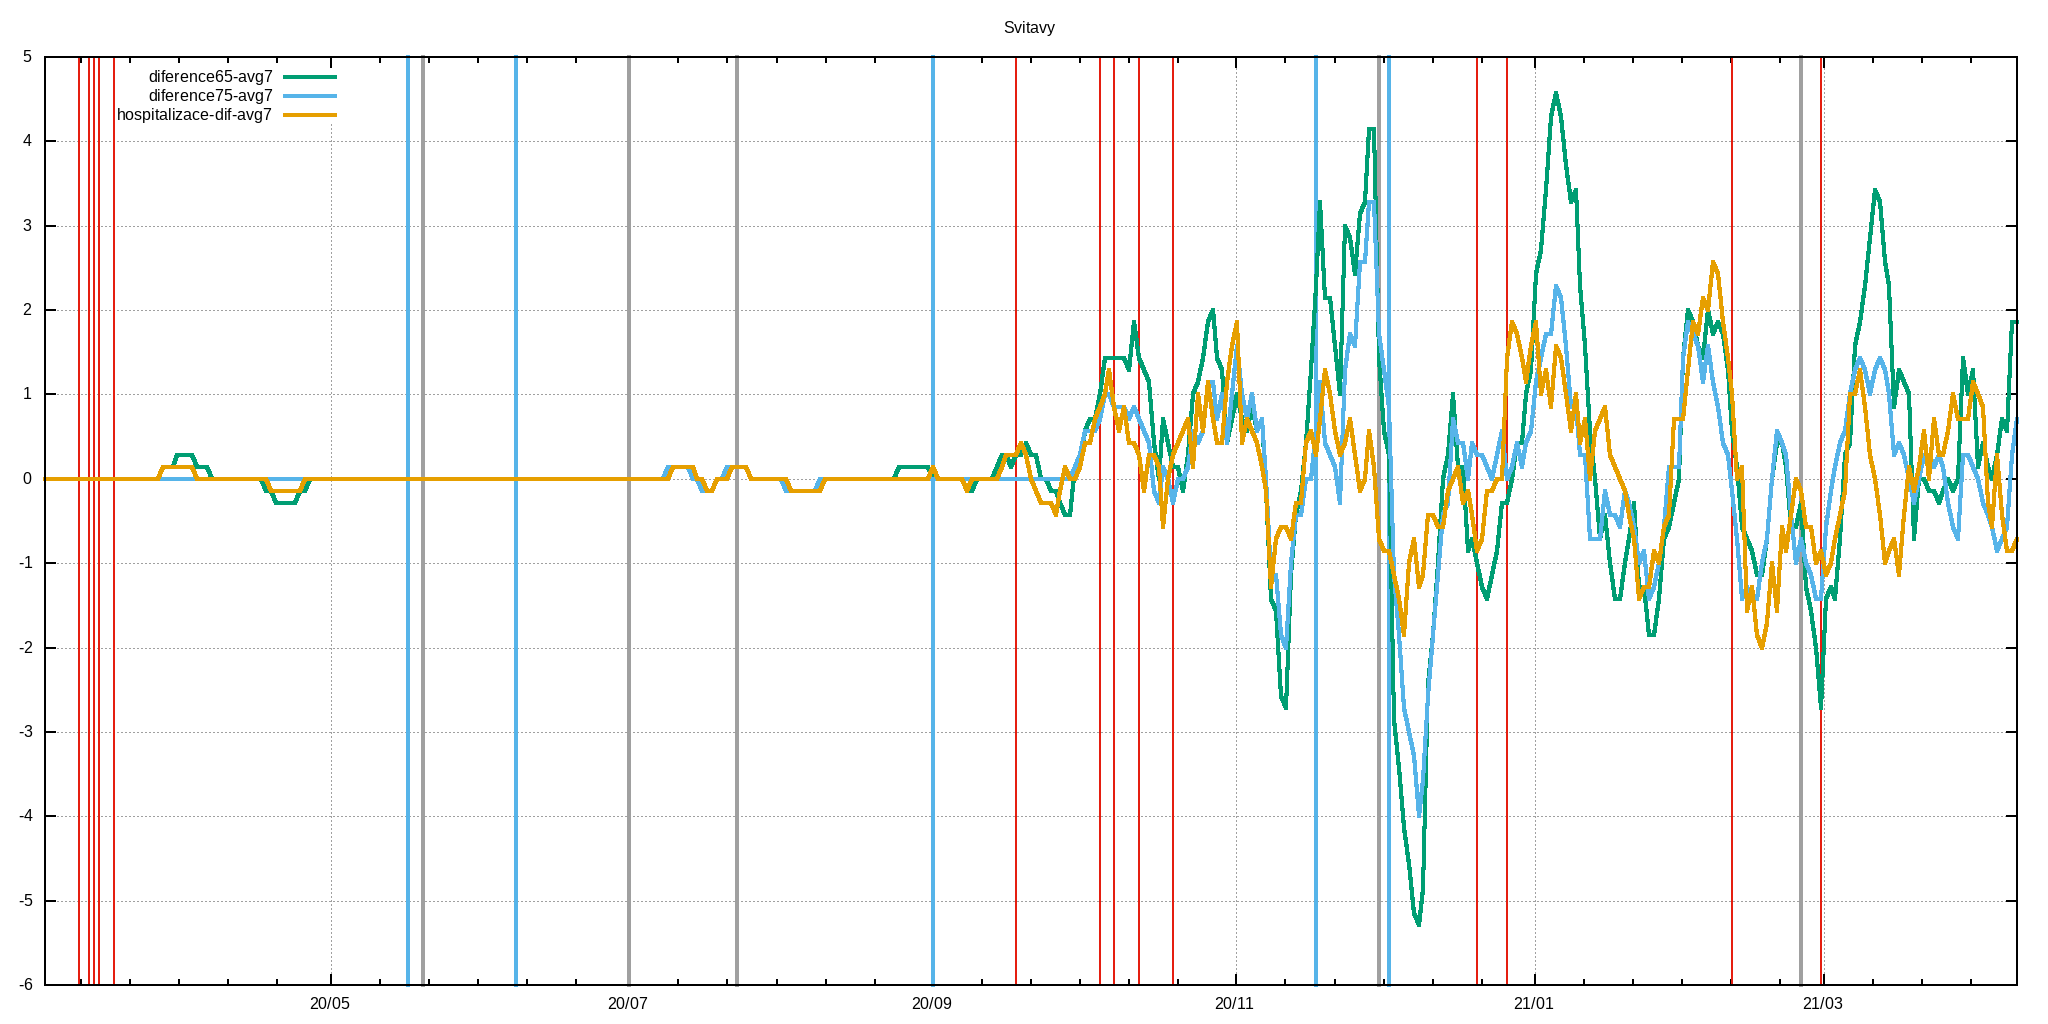 Svitavy
diference65-avg7
diference75-avg7
hospitalizace-dif-avg7
5
4
3
2
1
0
-1
-2
-3
-4
-5
-6
20/05 20/07 20/09 20/11 21/01 21/03